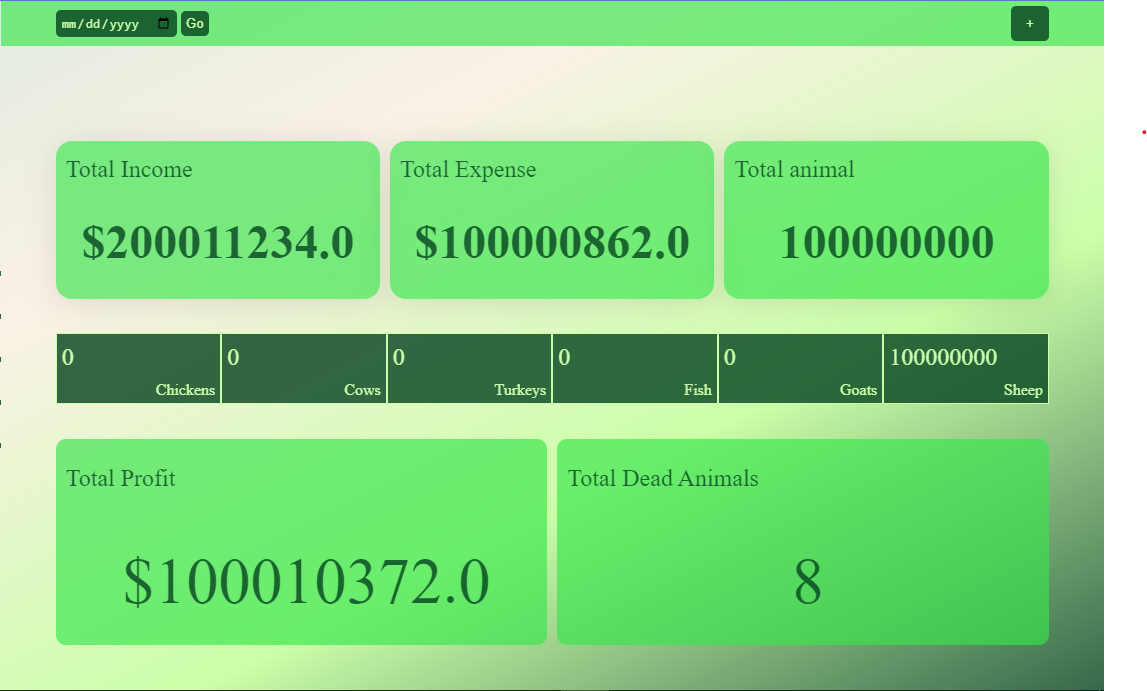 mm/dd/yyyy Go +
Total Income Total Expense Total animal
$200011234.0 $100000862.0 100000000
0 0 0 0 0 100000000
Chickens Cows Turkeys Fish Goats Sheep
Total Profit Total Dead Animals
$100010372.0 8